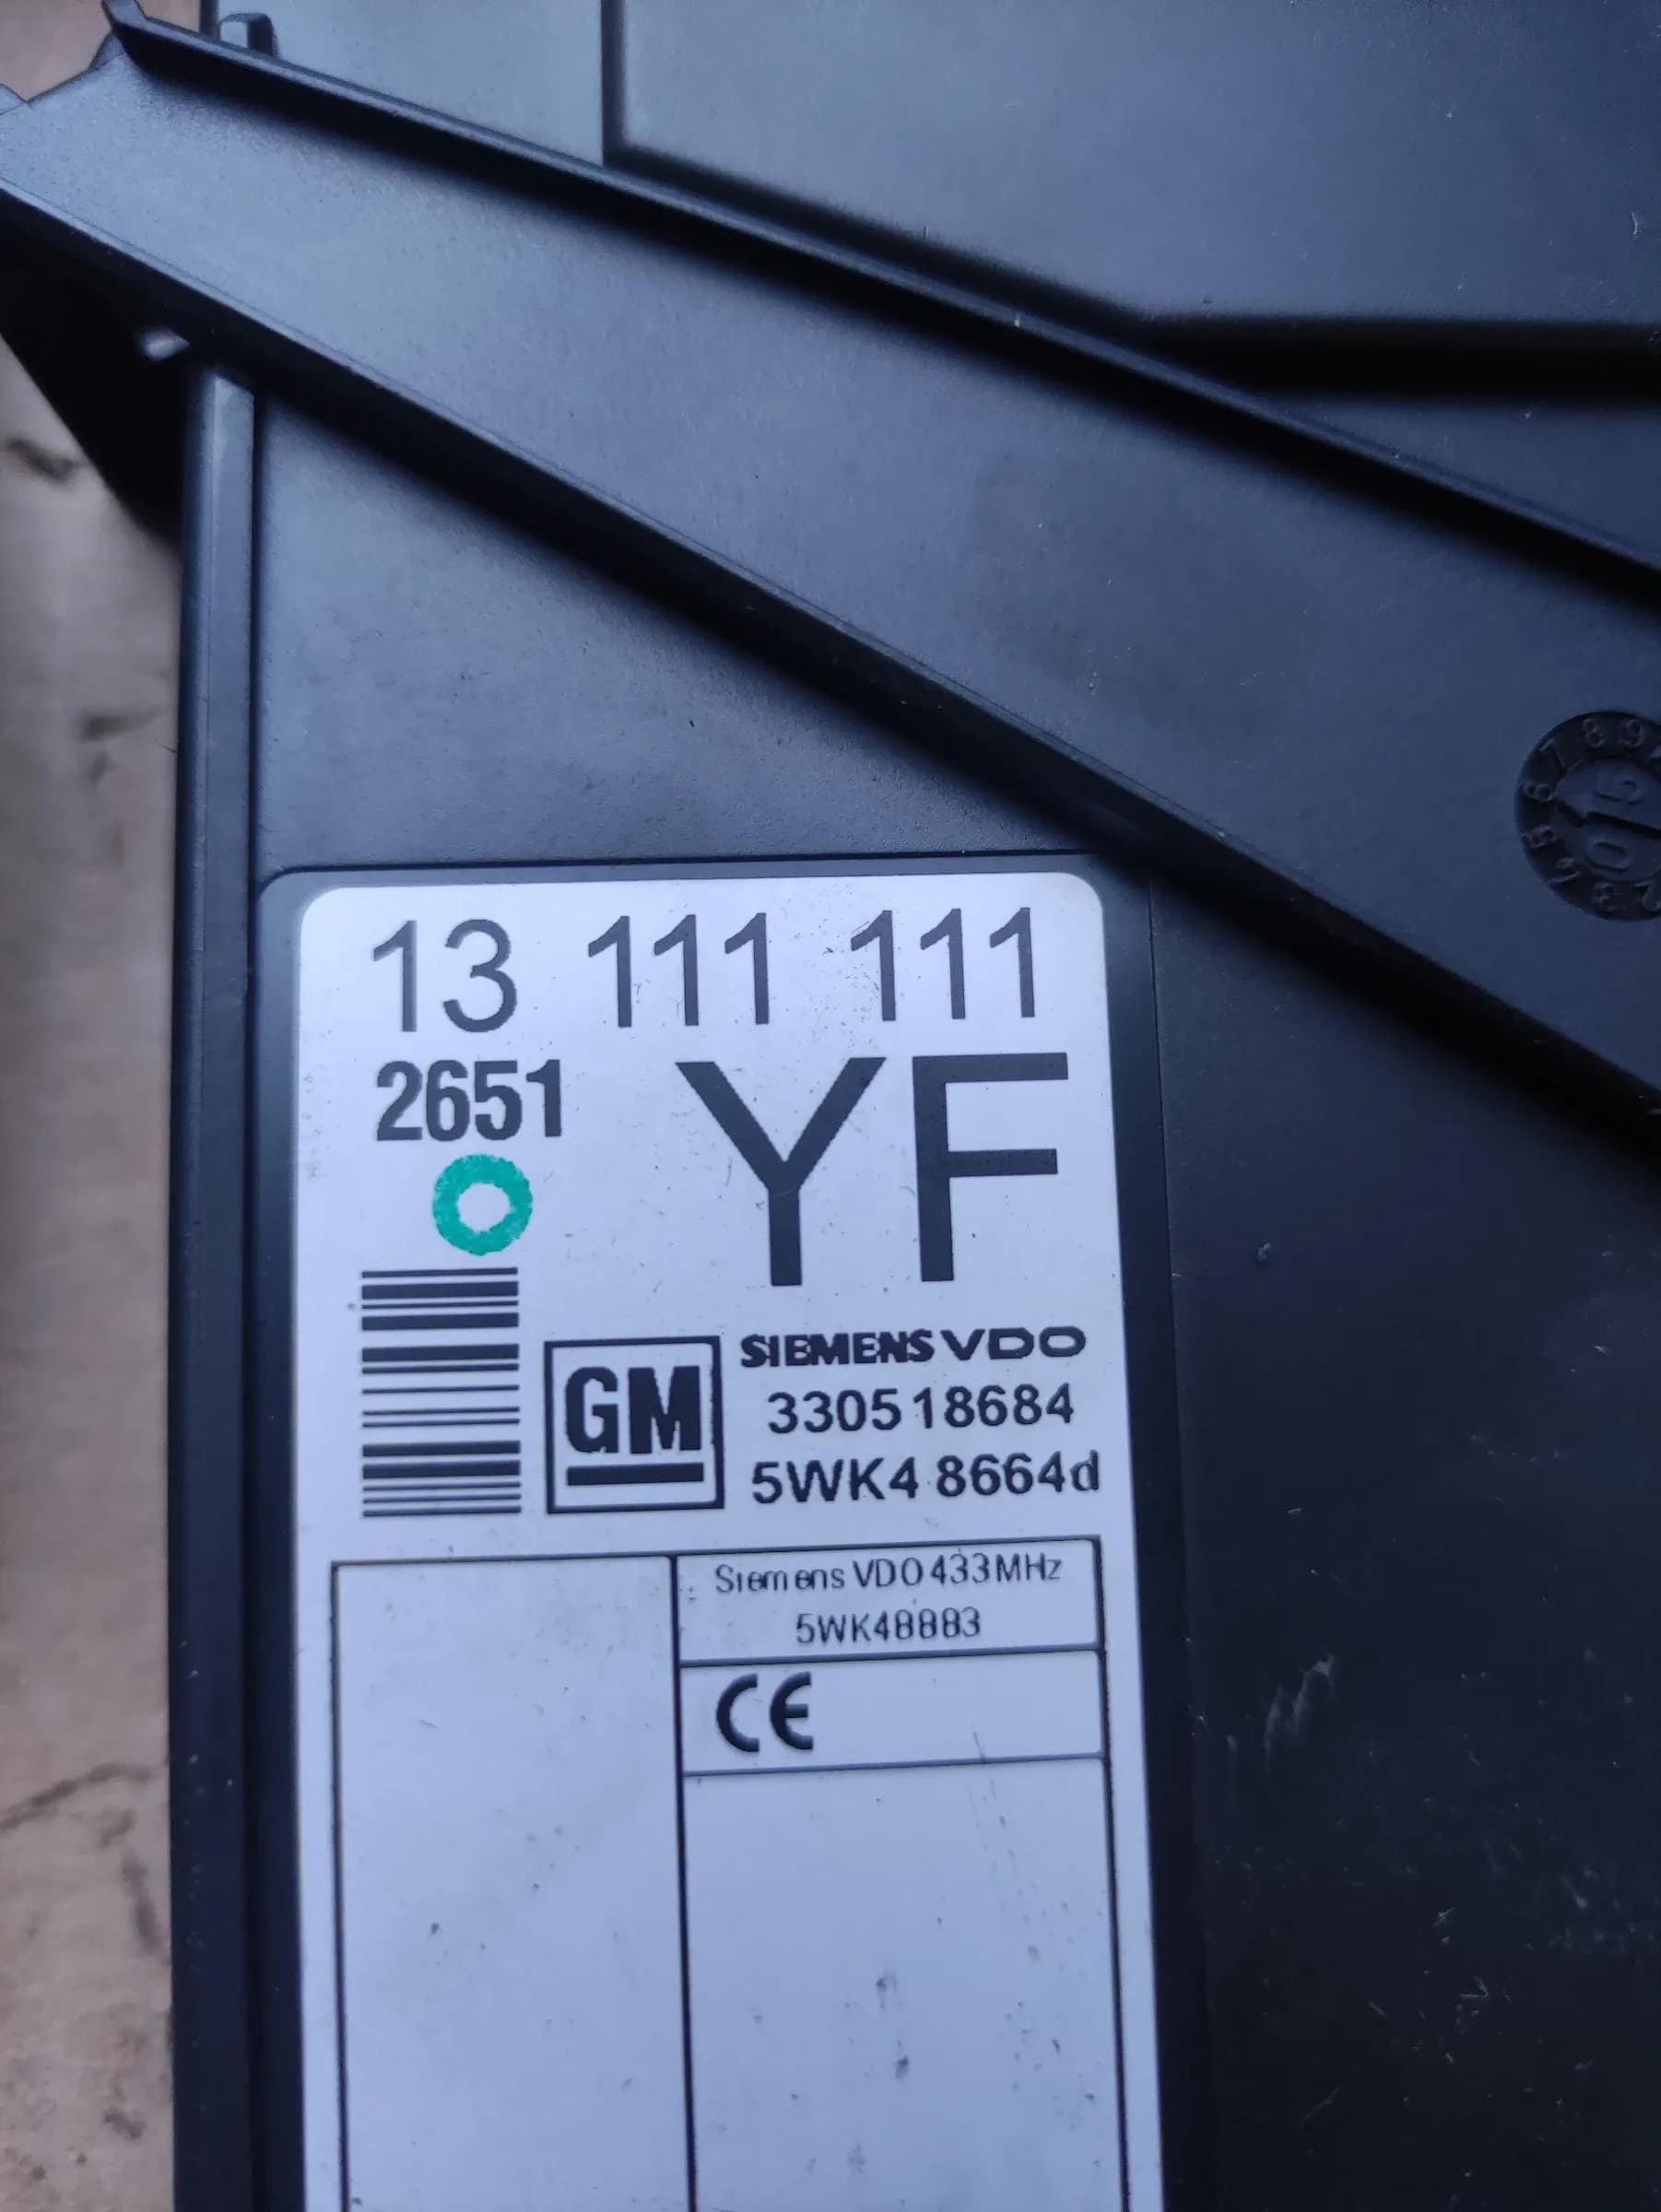 13 111 111
2651 YF
SIEMENS VDO
GM 330518684
5WK4 8664d
Siemens VDO 433MHz
5WK48883
CE